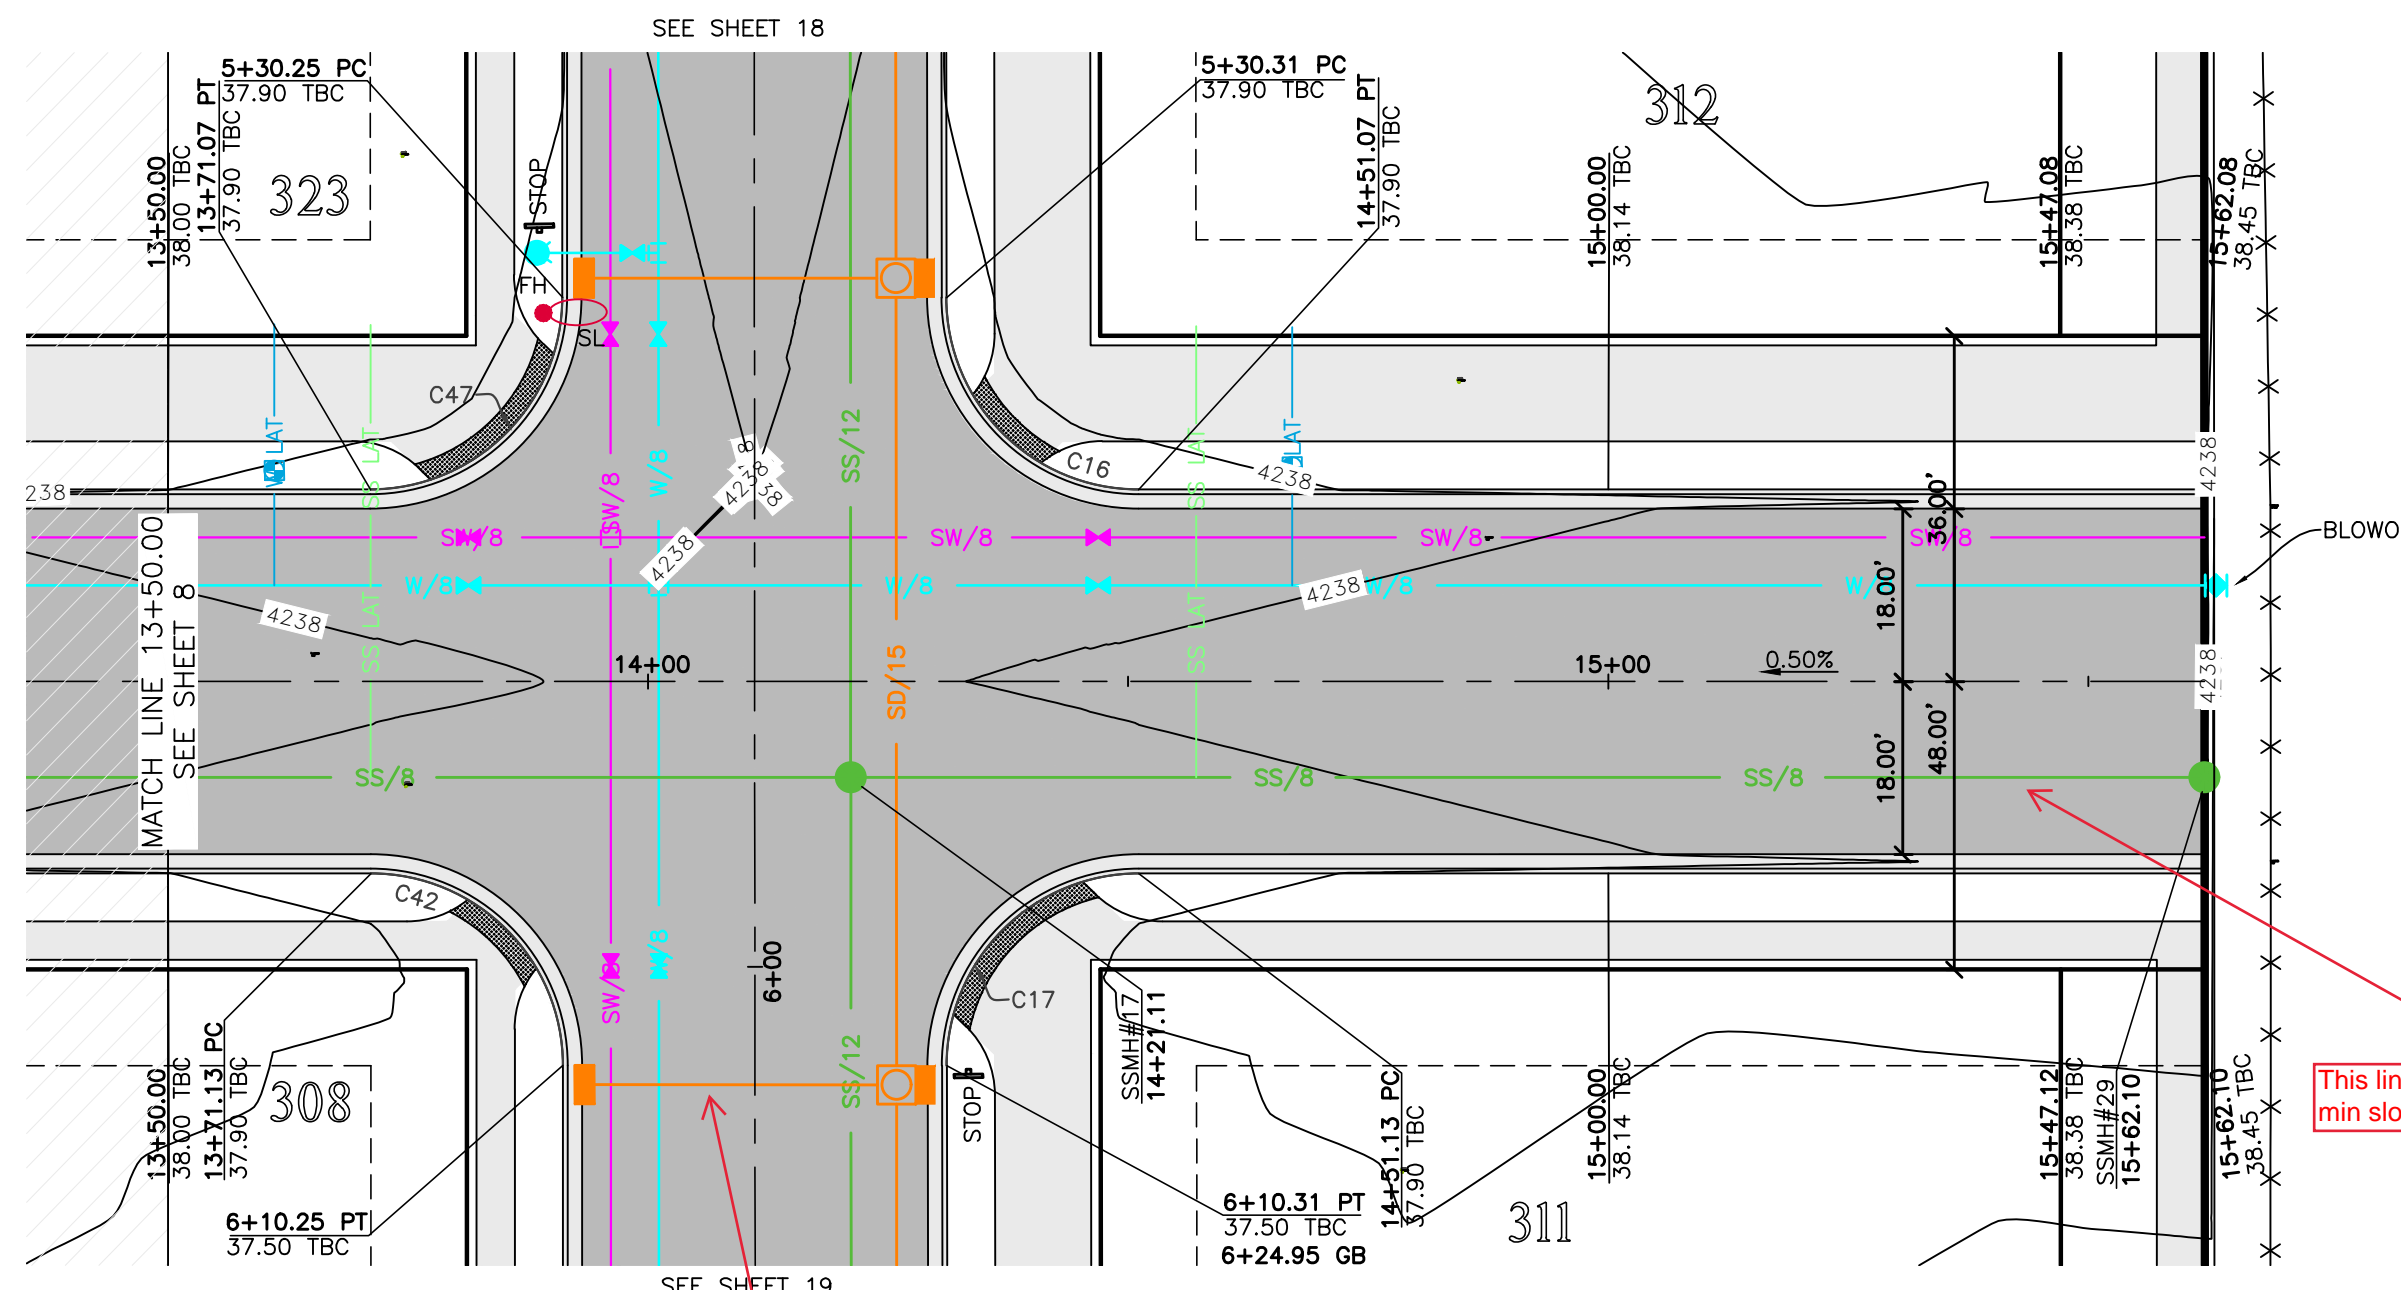 SEE SHEET 18
5+30.25 PC
37.90 TBC
13+71.07 PT
37.90 TBC
13+50.00
38.00 TBC
323
STOP
FH
SL
5+30.31 PC
37.90 TBC
14+51.07 PT
37.90 TBC
312
15+00.00
38.14 TBC
15+47.08
38.38 TBC
15+62.08
38.45 TBC
C47
LAT
SS LAT
SW/8
W/8
SS/12
C16
SS LAT
LAT
4238
4238
238
4238
4238
36.00'
SW/8
SW/8
SW/8
SW/8
BLOWO
W/8
W/8
W/8
W/
4238
4238
18.00'
MATCH LINE 13+50.00
SEE SHEET 8
SS LAT
SS LAT
14+00
SD/15
15+00
0.50%
4238
18.00'
48.00'
SS/8
SS/8
SS/8
C42
SW/8
W/8
6+00
SS/12
C17
SSMH#17
14+21.11
This lin
min slo
13+50.00
38.00 TBC
13+71.13 PC
37.90 TBC
308
STOP
14+51.13 PC
37.90 TBC
15+00.00
38.14 TBC
15+47.12
38.38 TBC
SSMH#29
15+62.10
15+62.10
38.45 TBC
6+10.25 PT
37.50 TBC
6+10.31 PT
37.50 TBC
6+24.95 GB
311
SEE SHEET 19